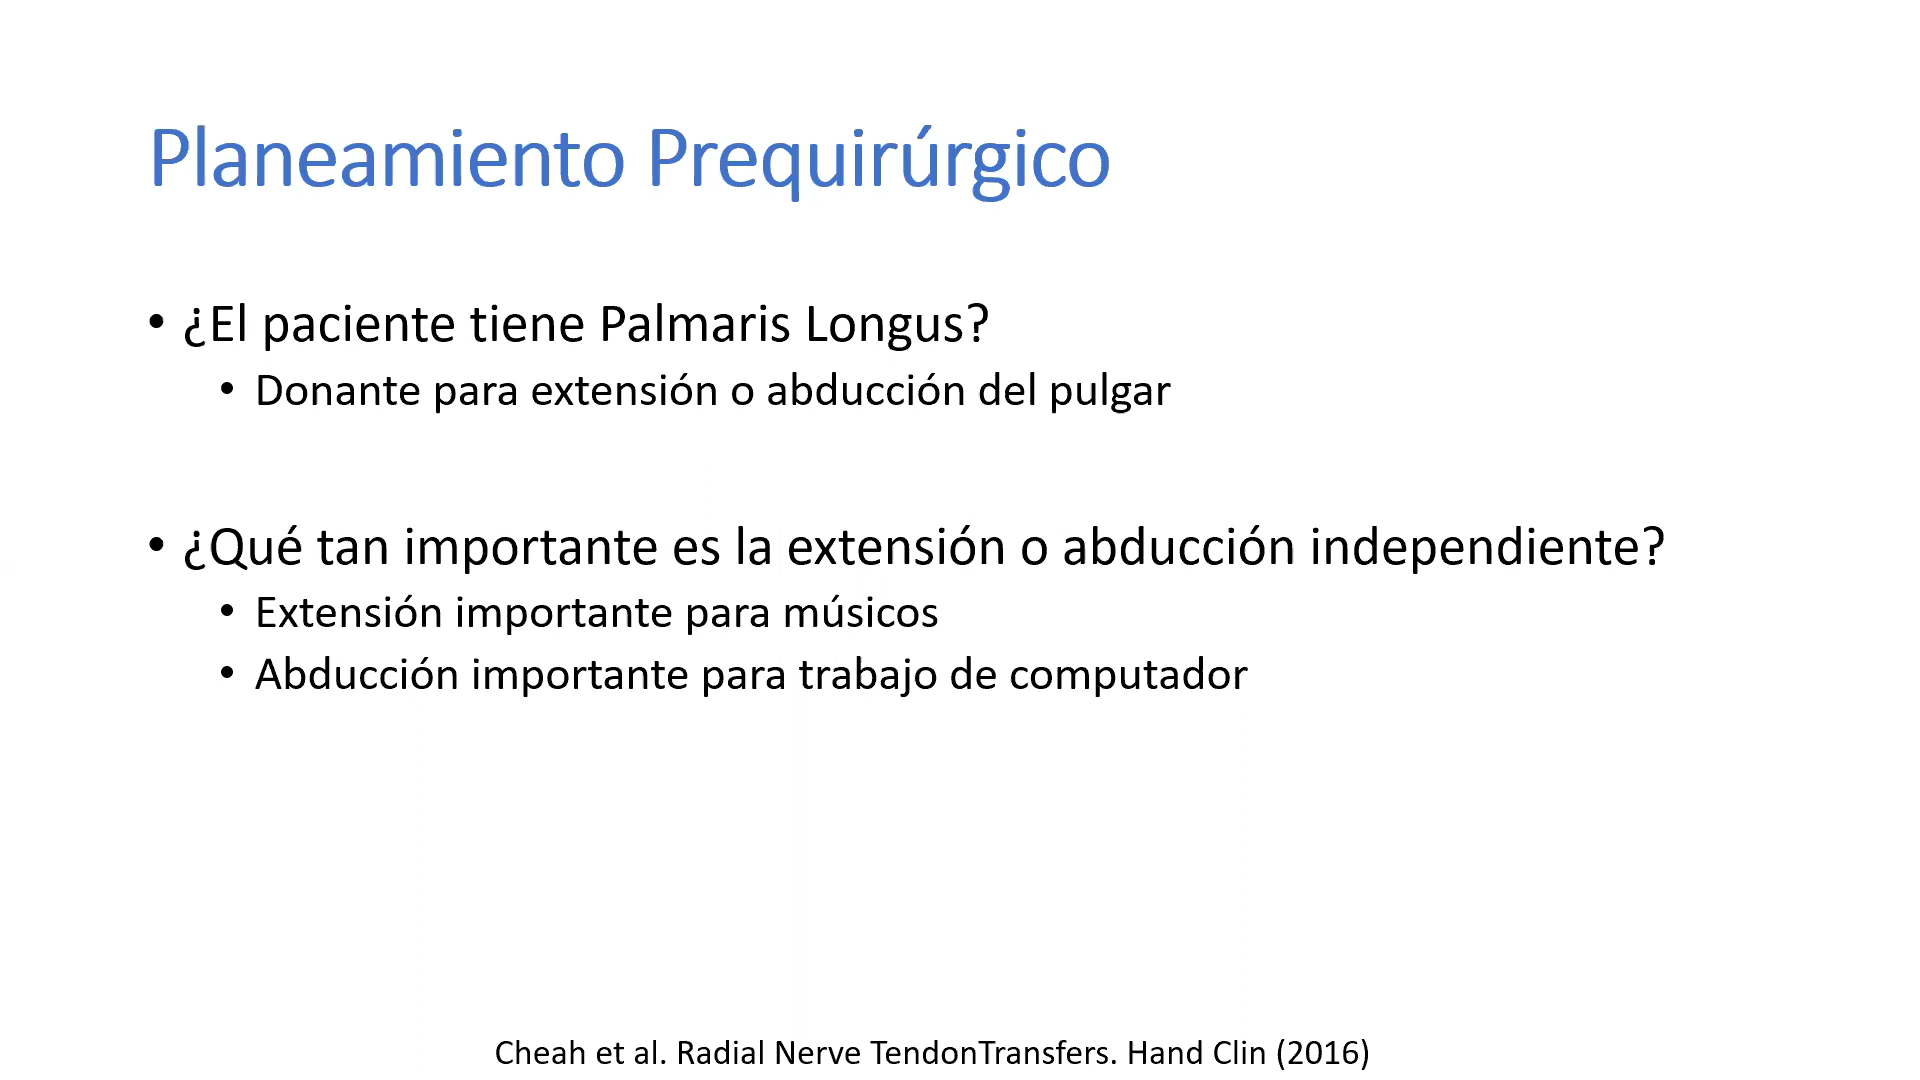 Planeamiento Prequirúrgico
• ¿El paciente tiene Palmaris Longus?
• Donante para extensión o abducción del pulgar
• ¿Qué tan importante es la extensión o abducción independiente?
• Extensión importante para músicos
• Abducción importante para trabajo de computador
Cheah et al. Radial Nerve TendonTransfers. Hand Clin (2016)